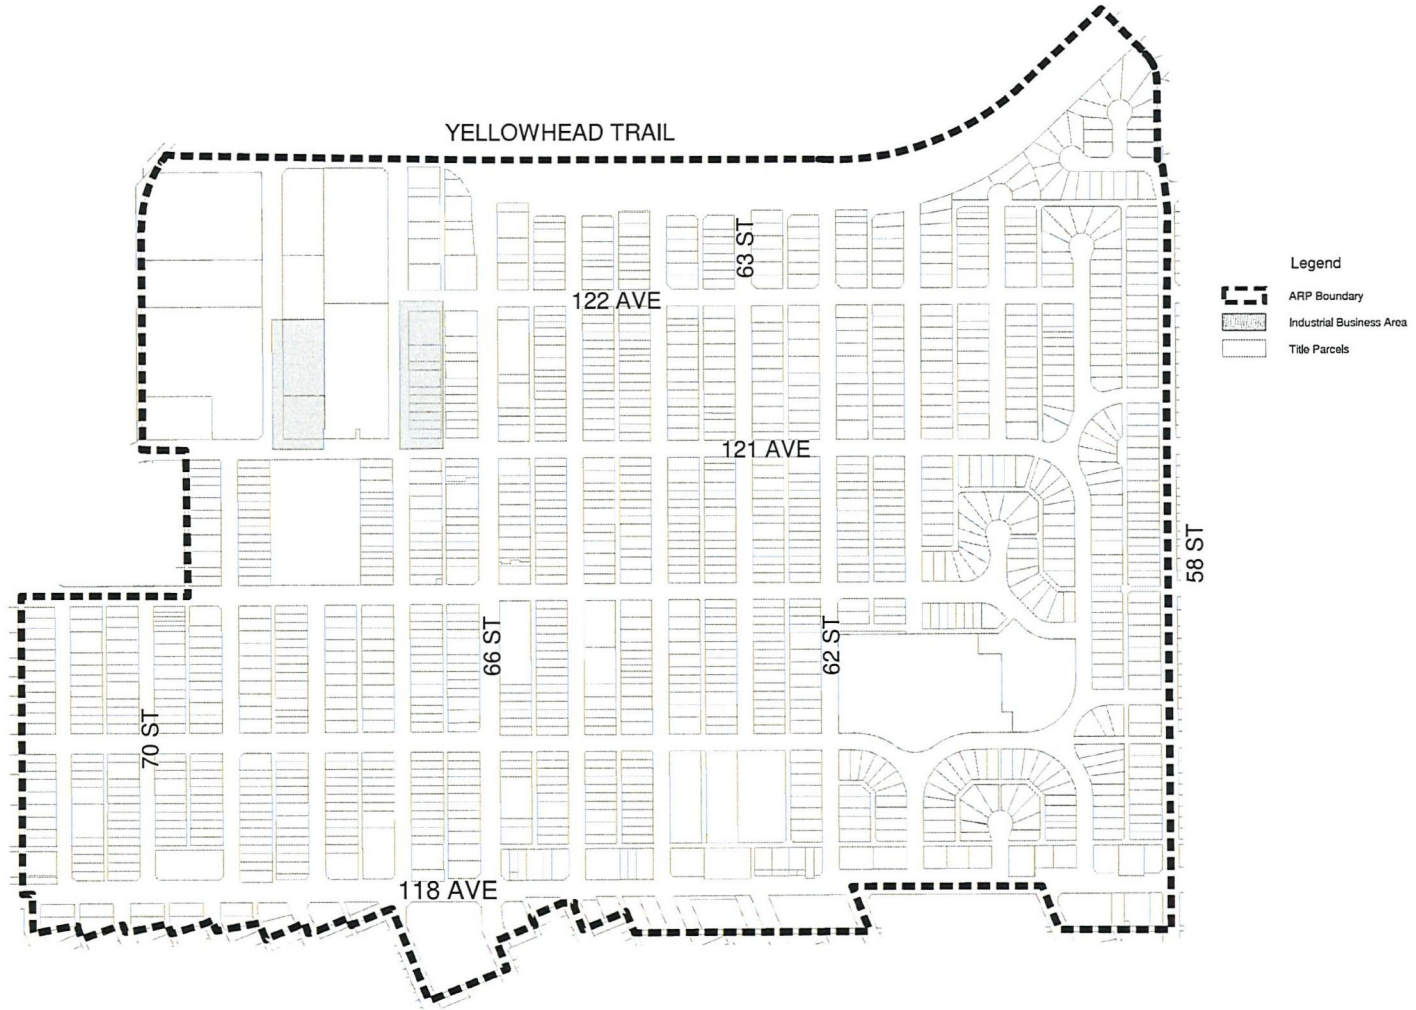 YELLOWHEAD TRAIL
63 ST
122 AVE
Legend
ARP Boundary
Industrial Business Area
Title Parcels
121 AVE
58 ST
66 ST
62 ST
70 ST
118 AVE